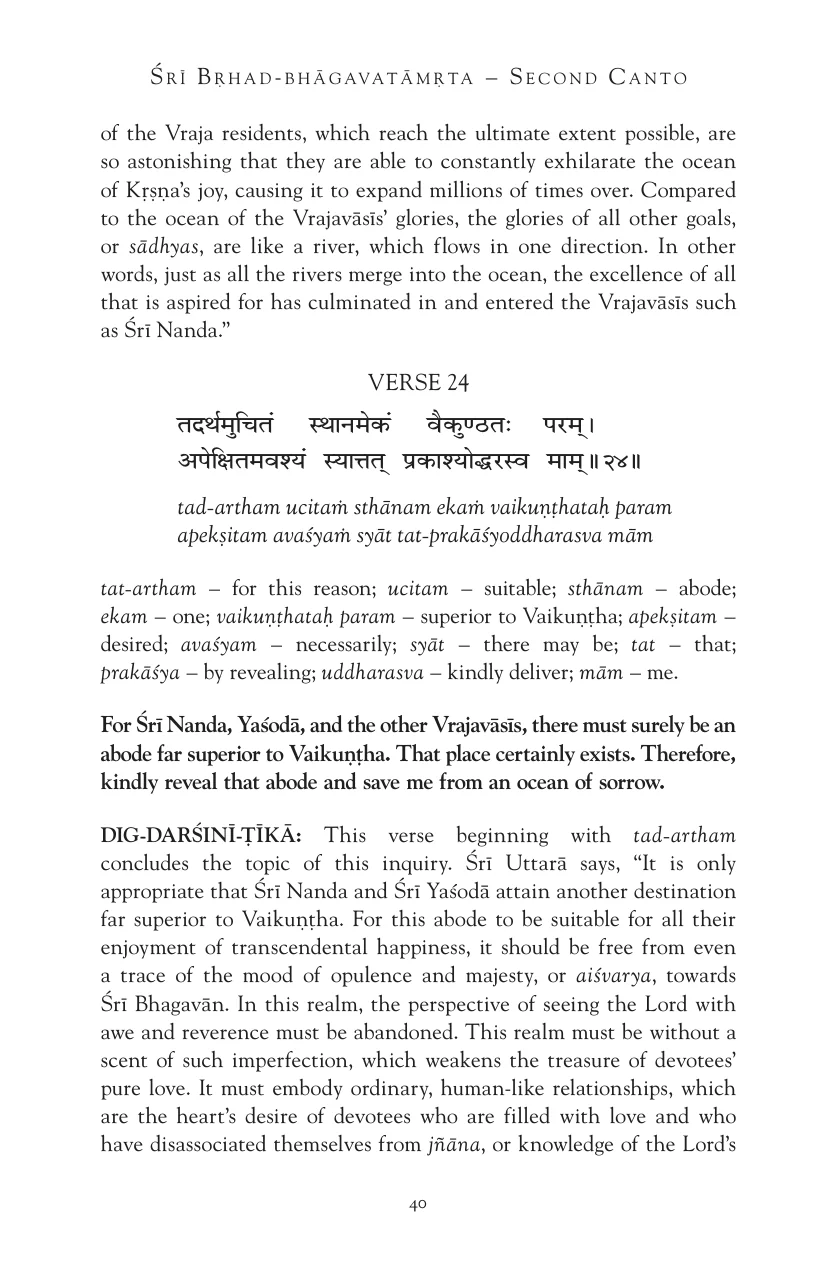 ŚRĪ BṚHAD-BHĀGAVATĀMṚTA – SECOND CANTO
of the Vraja residents, which reach the ultimate extent possible, are
so astonishing that they are able to constantly exhilarate the ocean
of Kṛṣṇa’s joy, causing it to expand millions of times over. Compared
to the ocean of the Vrajavāsīs’ glories, the glories of all other goals,
or sādhyas, are like a river, which flows in one direction. In other
words, just as all the rivers merge into the ocean, the excellence of all
that is aspired for has culminated in and entered the Vrajavāsīs such
as Śrī Nanda.”
VERSE 24
तदर्थमुचितं स्थानमेकं वैकुण्ठतः परम्।
अपेक्षितमवश्यं स्यात्तत् प्रकाश्योद्धरस्व माम्॥२४॥
tad-artham ucitaṁ sthānam ekaṁ vaikuṇṭhataḥ param
apekṣitam avaśyaṁ syāt tat-prakāśyoddharasva mām
tat-artham – for this reason; ucitam – suitable; sthānam – abode;
ekam – one; vaikuṇṭhataḥ param – superior to Vaikuṇṭha; apekṣitam –
desired; avaśyam – necessarily; syāt – there may be; tat – that;
prakāśya – by revealing; uddharasva – kindly deliver; mām – me.
For Śrī Nanda, Yaśodā, and the other Vrajavāsīs, there must surely be an
abode far superior to Vaikuṇṭha. That place certainly exists. Therefore,
kindly reveal that abode and save me from an ocean of sorrow.
DIG-DARŚINĪ-ṬĪKĀ: This verse beginning with tad-artham
concludes the topic of this inquiry. Śrī Uttarā says, “It is only
appropriate that Śrī Nanda and Śrī Yaśodā attain another destination
far superior to Vaikuṇṭha. For this abode to be suitable for all their
enjoyment of transcendental happiness, it should be free from even
a trace of the mood of opulence and majesty, or aiśvarya, towards
Śrī Bhagavān. In this realm, the perspective of seeing the Lord with
awe and reverence must be abandoned. This realm must be without a
scent of such imperfection, which weakens the treasure of devotees’
pure love. It must embody ordinary, human-like relationships, which
are the heart’s desire of devotees who are filled with love and who
have disassociated themselves from jñāna, or knowledge of the Lord’s
40